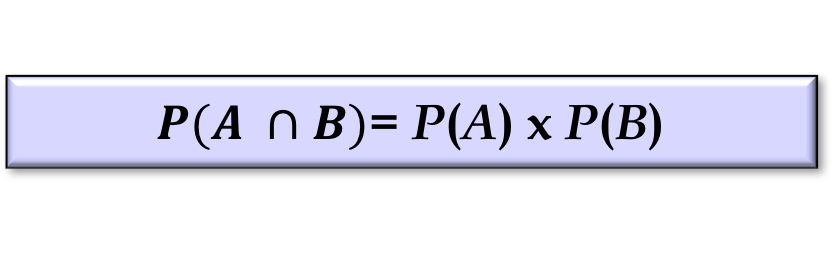 P(A ∩ B)= P(A) x P(B)